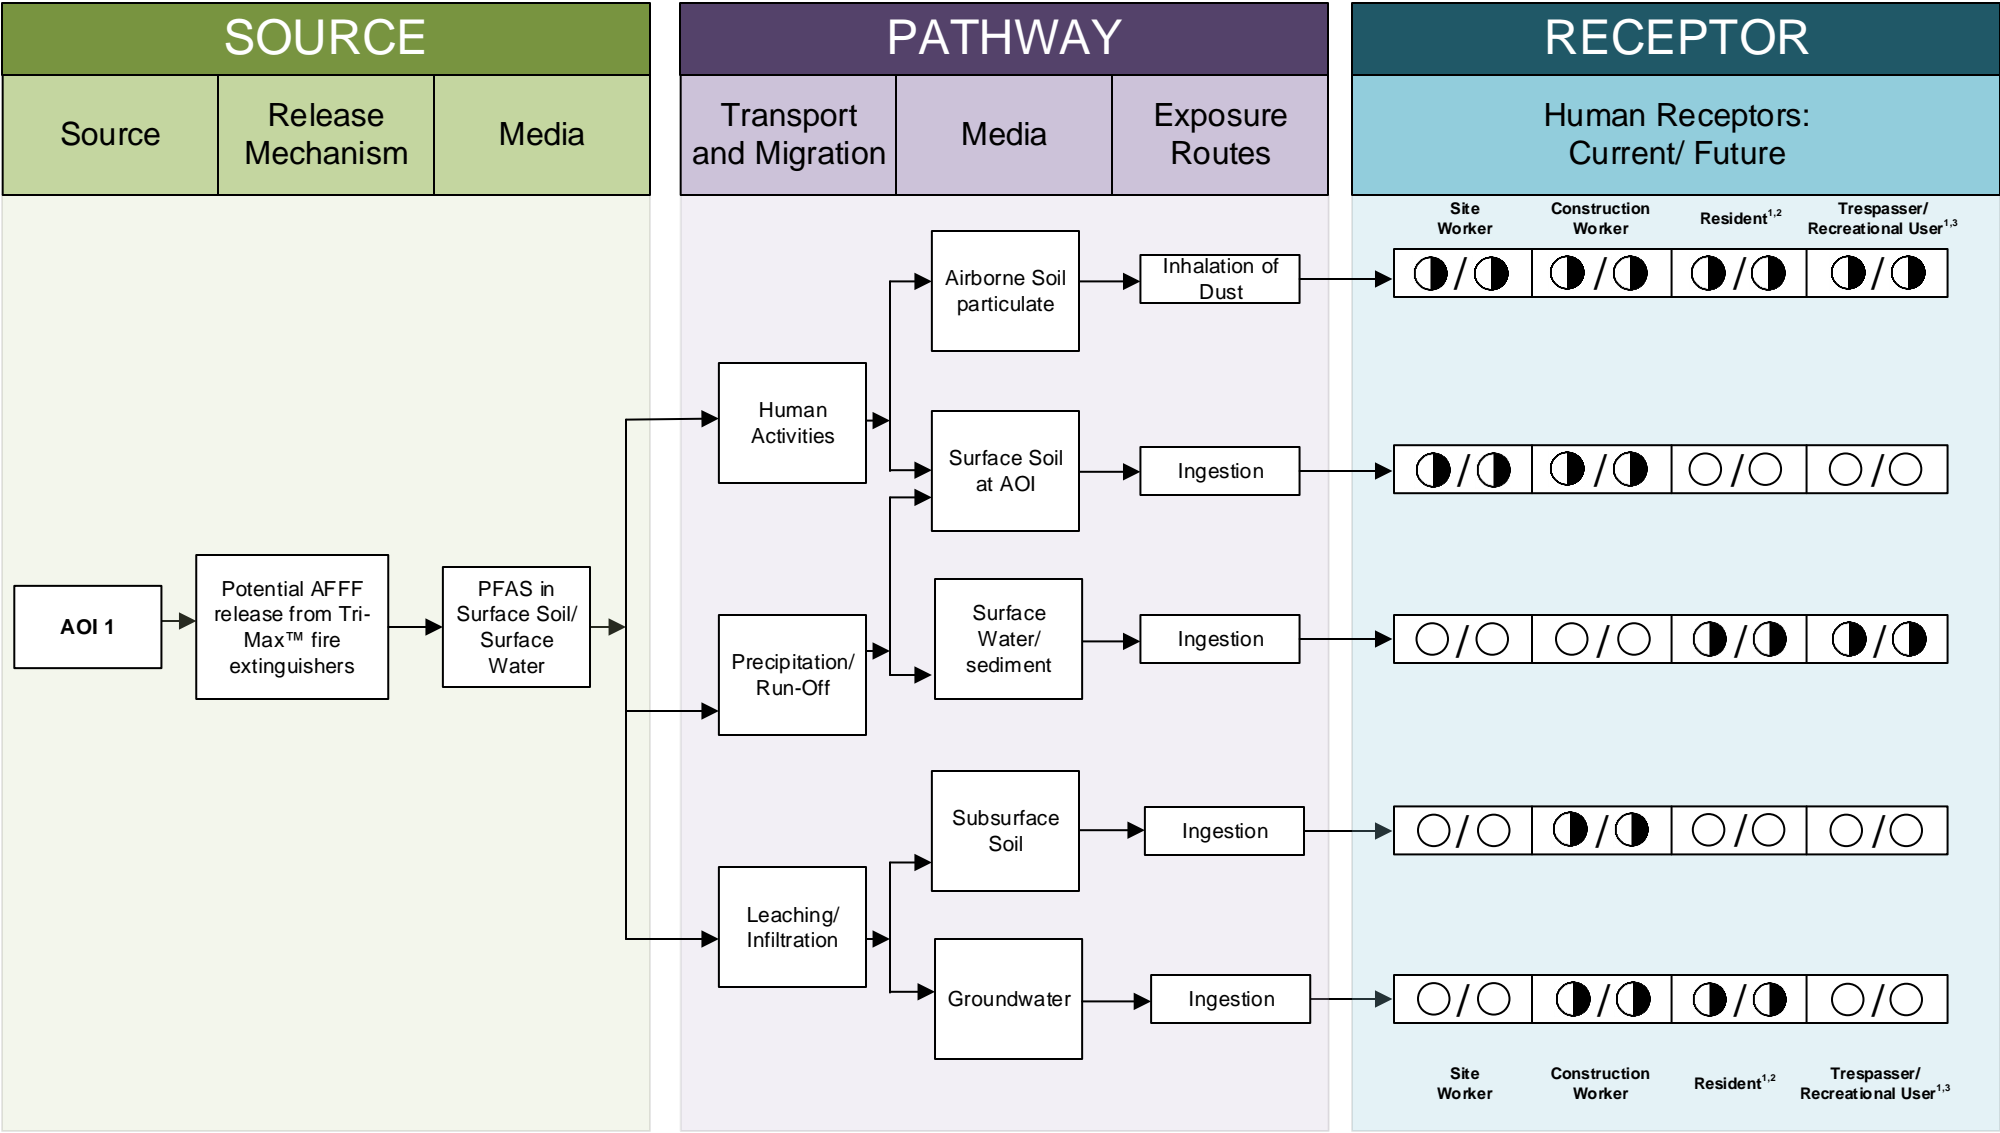 SOURCE
PATHWAY
RECEPTOR
Source
Release
Mechanism
Media
Transport
and Migration
Media
Exposure
Routes
Human Receptors:
Current/ Future
Site
Worker
Construction
Worker
Resident1,2
Trespasser/
Recreational User1,3
Airborne Soil
particulate
Inhalation of
Dust
/
/
/
/
Human
Activities
Surface Soil
at AOI
Ingestion
/
/
/
/
AOI 1
Potential AFFF
release from Tri-
Max™ fire
extinguishers
PFAS in
Surface Soil/
Surface
Water
Precipitation/
Run-Off
Surface
Water/
sediment
Ingestion
/
/
/
/
Subsurface
Soil
Ingestion
/
/
/
/
Leaching/
Infiltration
Groundwater
Ingestion
/
/
/
/
Site
Worker
Construction
Worker
Resident1,2
Trespasser/
Recreational User1,3